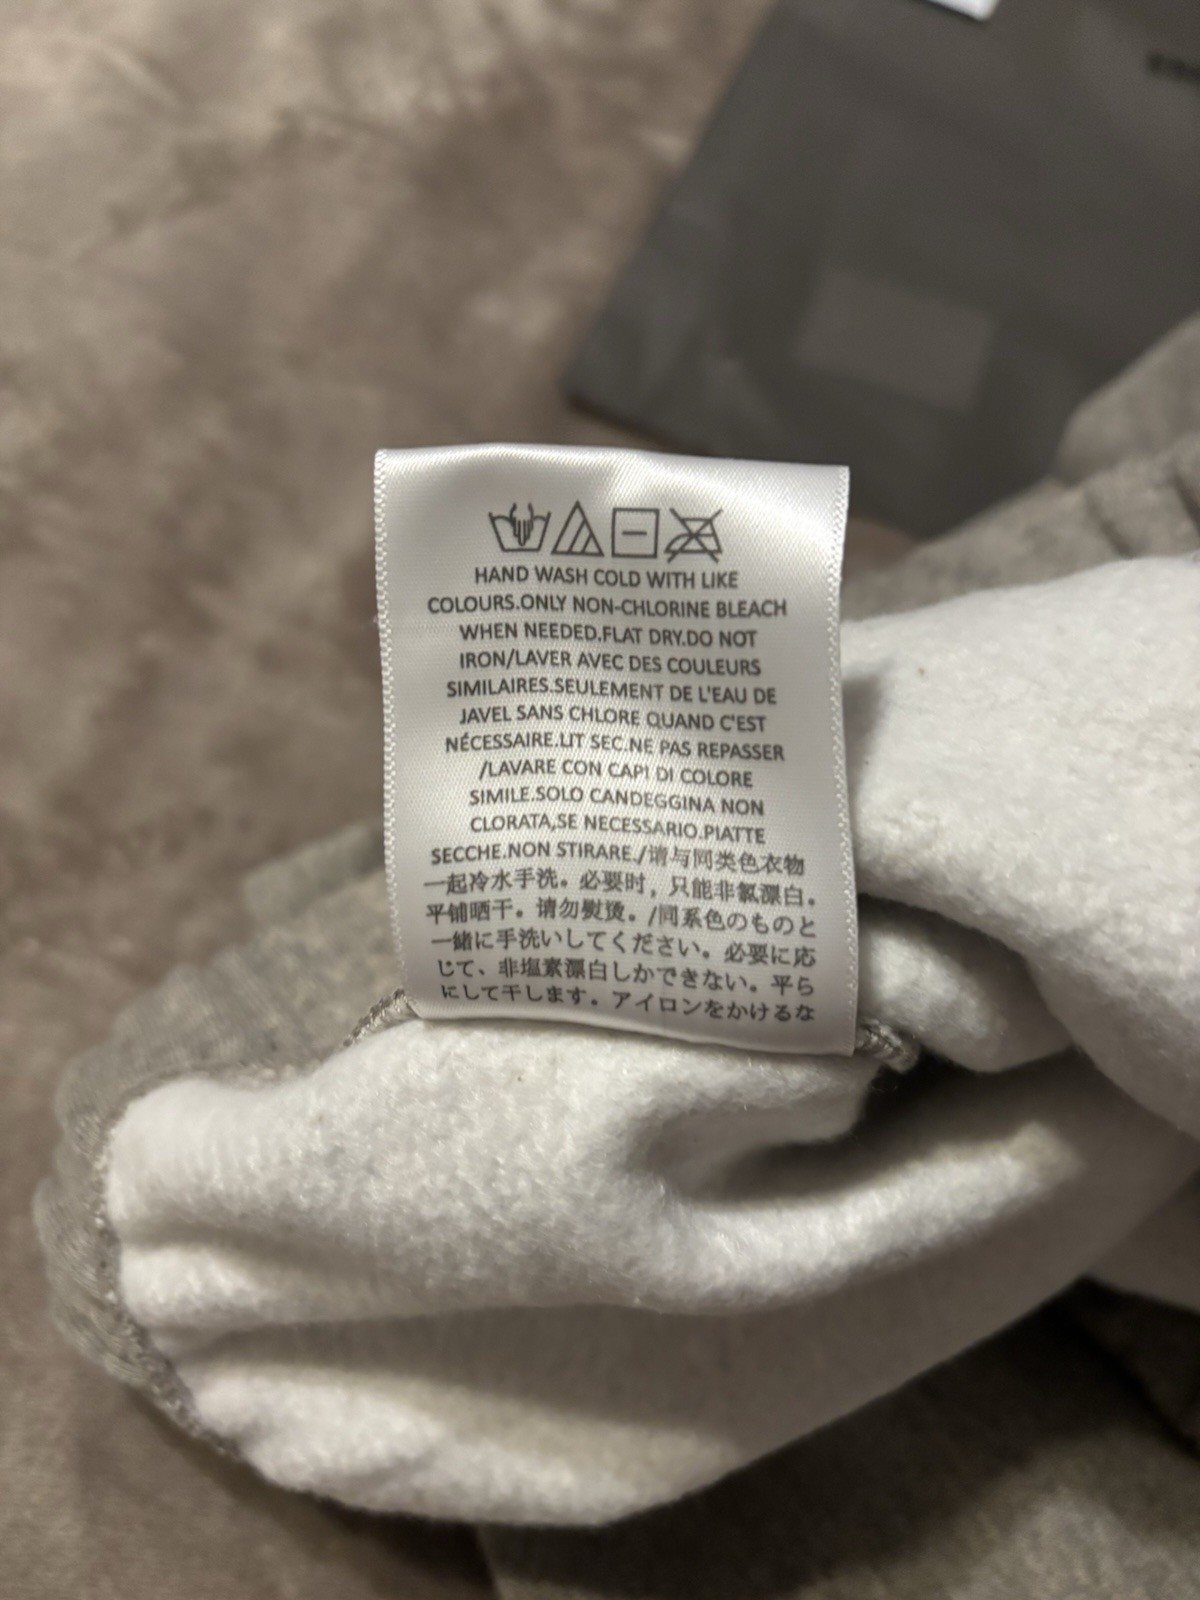 HAND WASH COLD WITH LIKE
COLOURS.ONLY NON-CHLORINE BLEACH
WHEN NEEDED.FLAT DRY.DO NOT
IRON/LAVER AVEC DES COULEURS
SIMILAIRES.SEULEMENT DE L'EAU DE
JAVEL SANS CHLORE QUAND C'EST
NÉCESSAIRE.LIT SEC.NE PAS REPASSER
/LAVARE CON CAPI DI COLORE
SIMILE.SOLO CANDEGGINA NON
CLORATA,SE NECESSARIO.PIATTE
SECCHE.NON STIRARE./请与同类色衣物
一起冷水手洗。必要时，只能非氯漂白。
平铺晒干。请勿熨烫。/同系色のものと
一緒に手洗いしてください。必要に応
じて、非塩素漂白しかできない。平ら
にして干します。アイロンをかけるな